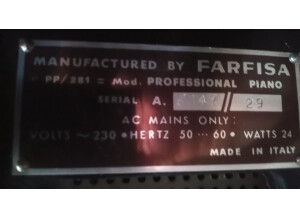 MANUFACTURED BY FARFISA
PP/281 = Mod. PROFESSIONAL PIANO
SERIAL A. / 29
AC MAINS ONLY:
VOLTS ~ 230 • HERTZ 50 ... 60 • WATTS 24
MADE IN ITALY